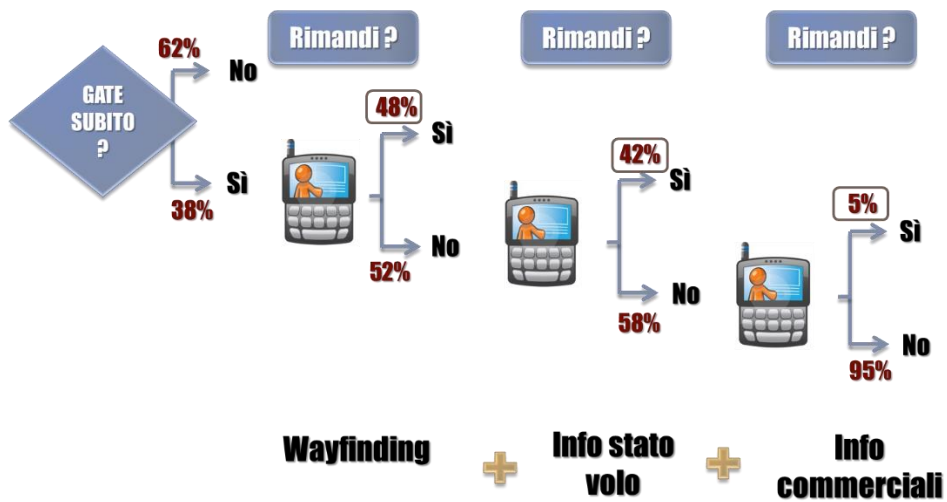 Rimandi ?
Rimandi ?
Rimandi ?
62%
No
GATE
SUBITO
?
Sì
38%
48%
Sì
No
52%
42%
Sì
No
58%
5%
Sì
No
95%
Wayfinding
+
Info stato
volo
+
Info
commerciali